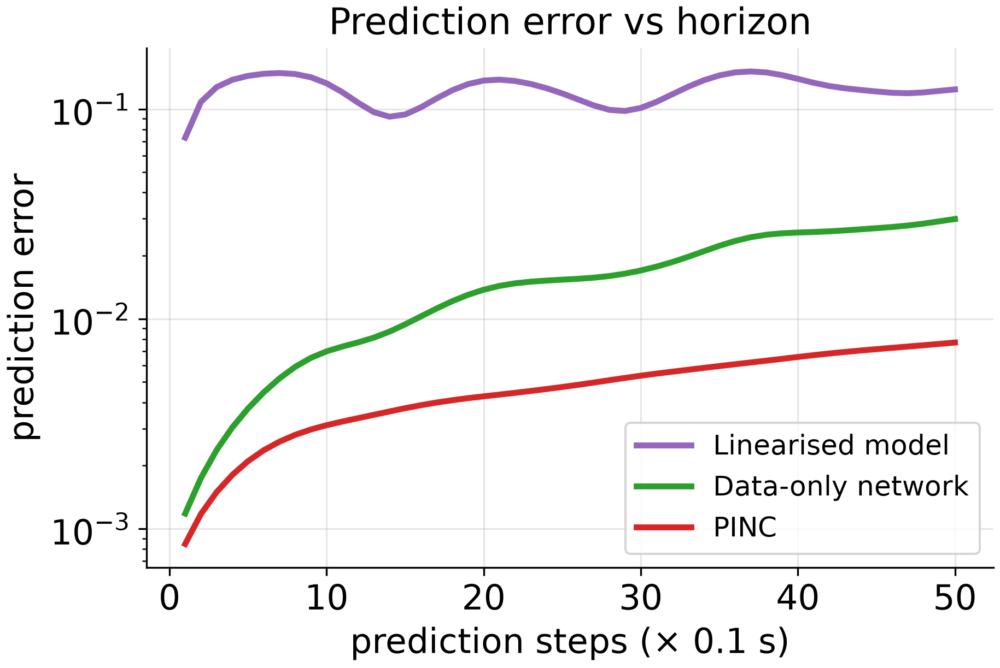 Prediction error vs horizon
prediction error
10⁻¹
10⁻²
10⁻³
0 10 20 30 40 50
prediction steps (× 0.1 s)
Linearised model
Data-only network
PINC